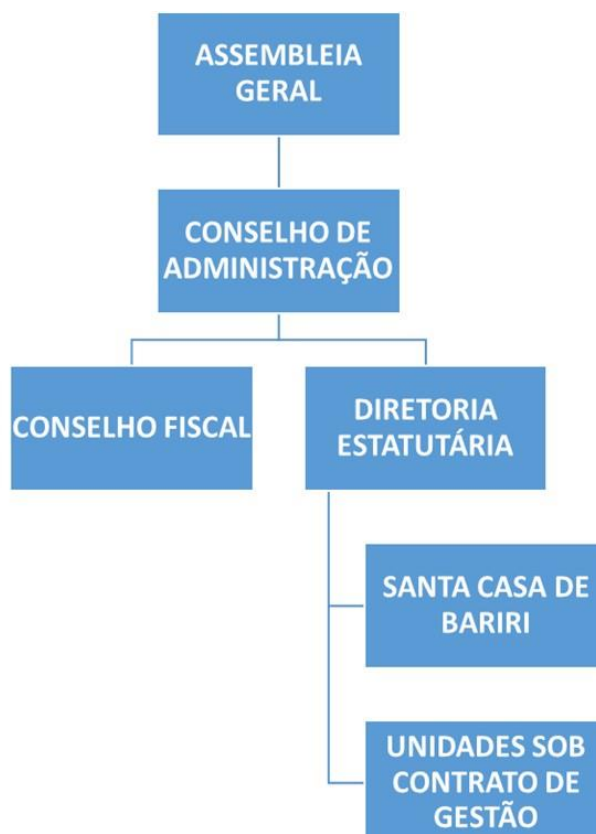 ASSEMBLEIA
GERAL
CONSELHO DE
ADMINISTRAÇÃO
CONSELHO FISCAL
DIRETORIA
ESTATUTÁRIA
SANTA CASA DE
BARIRI
UNIDADES SOB
CONTRATO DE
GESTÃO